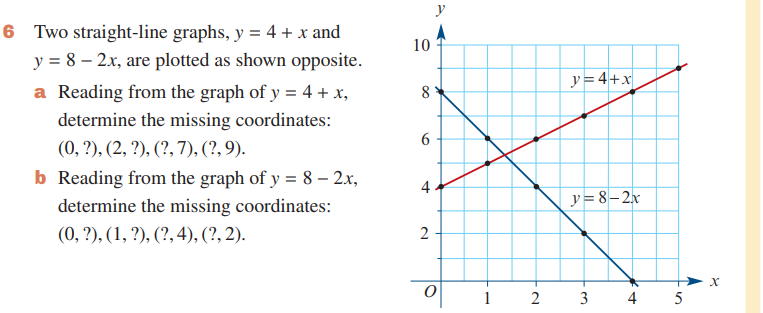 6 Two straight-line graphs, y = 4 + x and
y = 8 – 2x, are plotted as shown opposite.
a Reading from the graph of y = 4 + x,
determine the missing coordinates:
(0, ?), (2, ?), (?, 7), (?, 9).
b Reading from the graph of y = 8 – 2x,
determine the missing coordinates:
(0, ?), (1, ?), (?, 4), (?, 2).
y
10
y = 4 + x
8
6
4
y = 8 – 2x
2
x
O
1 2 3 4 5